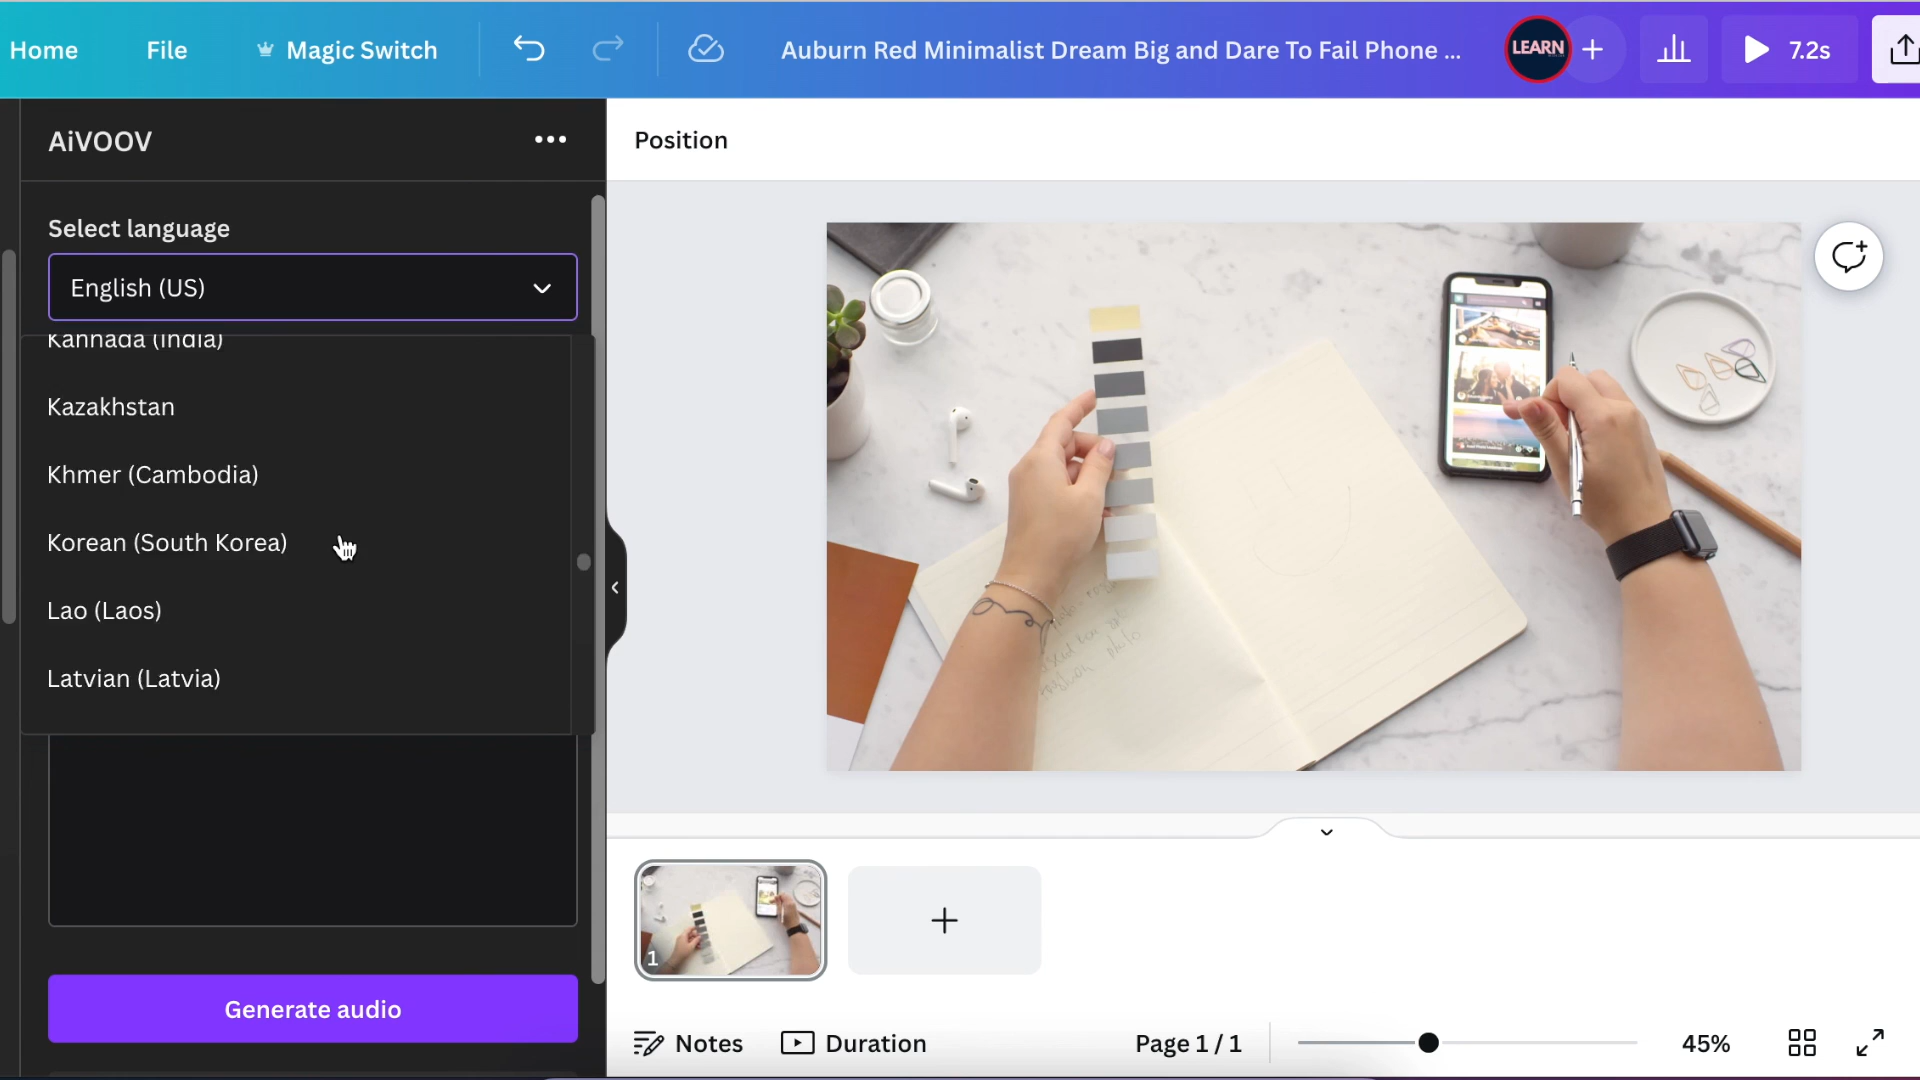 Home
File
Magic Switch
Auburn Red Minimalist Dream Big and Dare To Fail Phone ...
LEARN
7.2s
AiVOOV
Position
Select language
English (US)
Kannada (India)
Kazakhstan
Khmer (Cambodia)
Korean (South Korea)
Lao (Laos)
Latvian (Latvia)
Generate audio
1
Notes
Duration
Page 1 / 1
45%